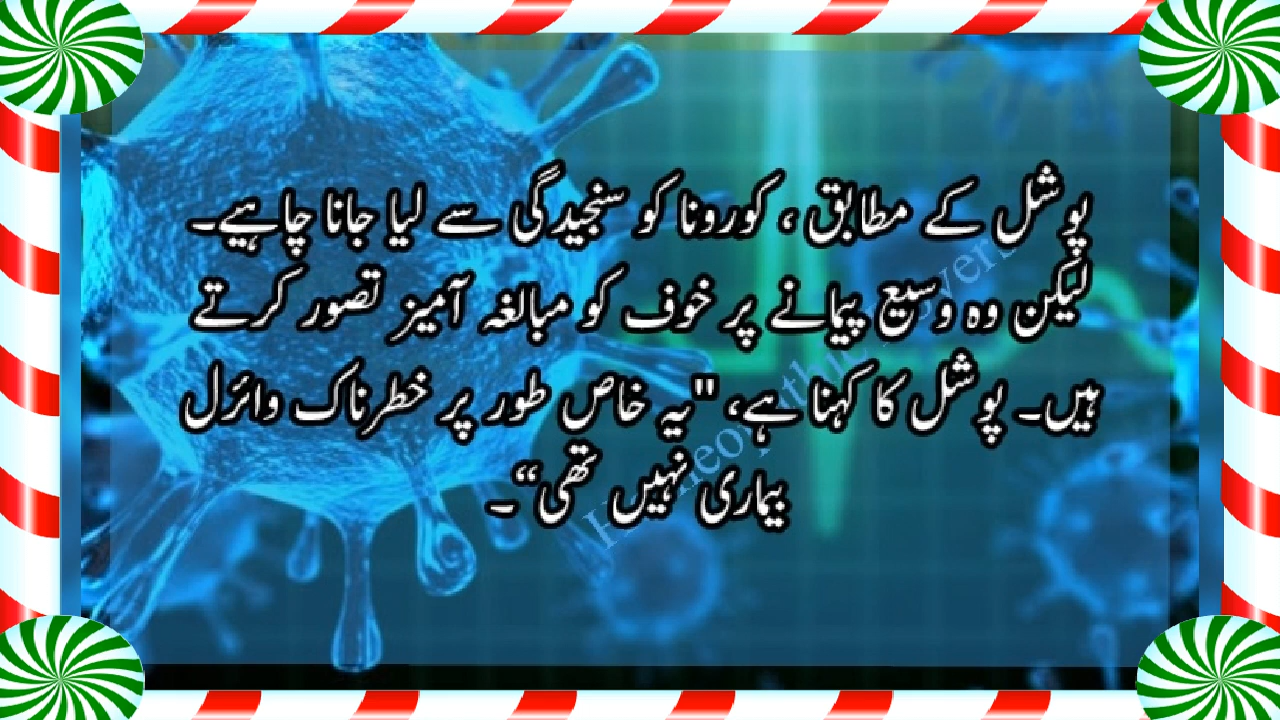 پوشل کے مطابق ، کورونا کو سنجیدگی سے لیا جانا چاہیے۔
لیکن وہ وسیع پیمانے پر خوف کو مبالغہ آمیز تصور کرتے
ہیں۔ پوشل کا کہنا ہے، "یہ خاص طور پر خطرناک وائرل
بیماری نہیں تھی“۔